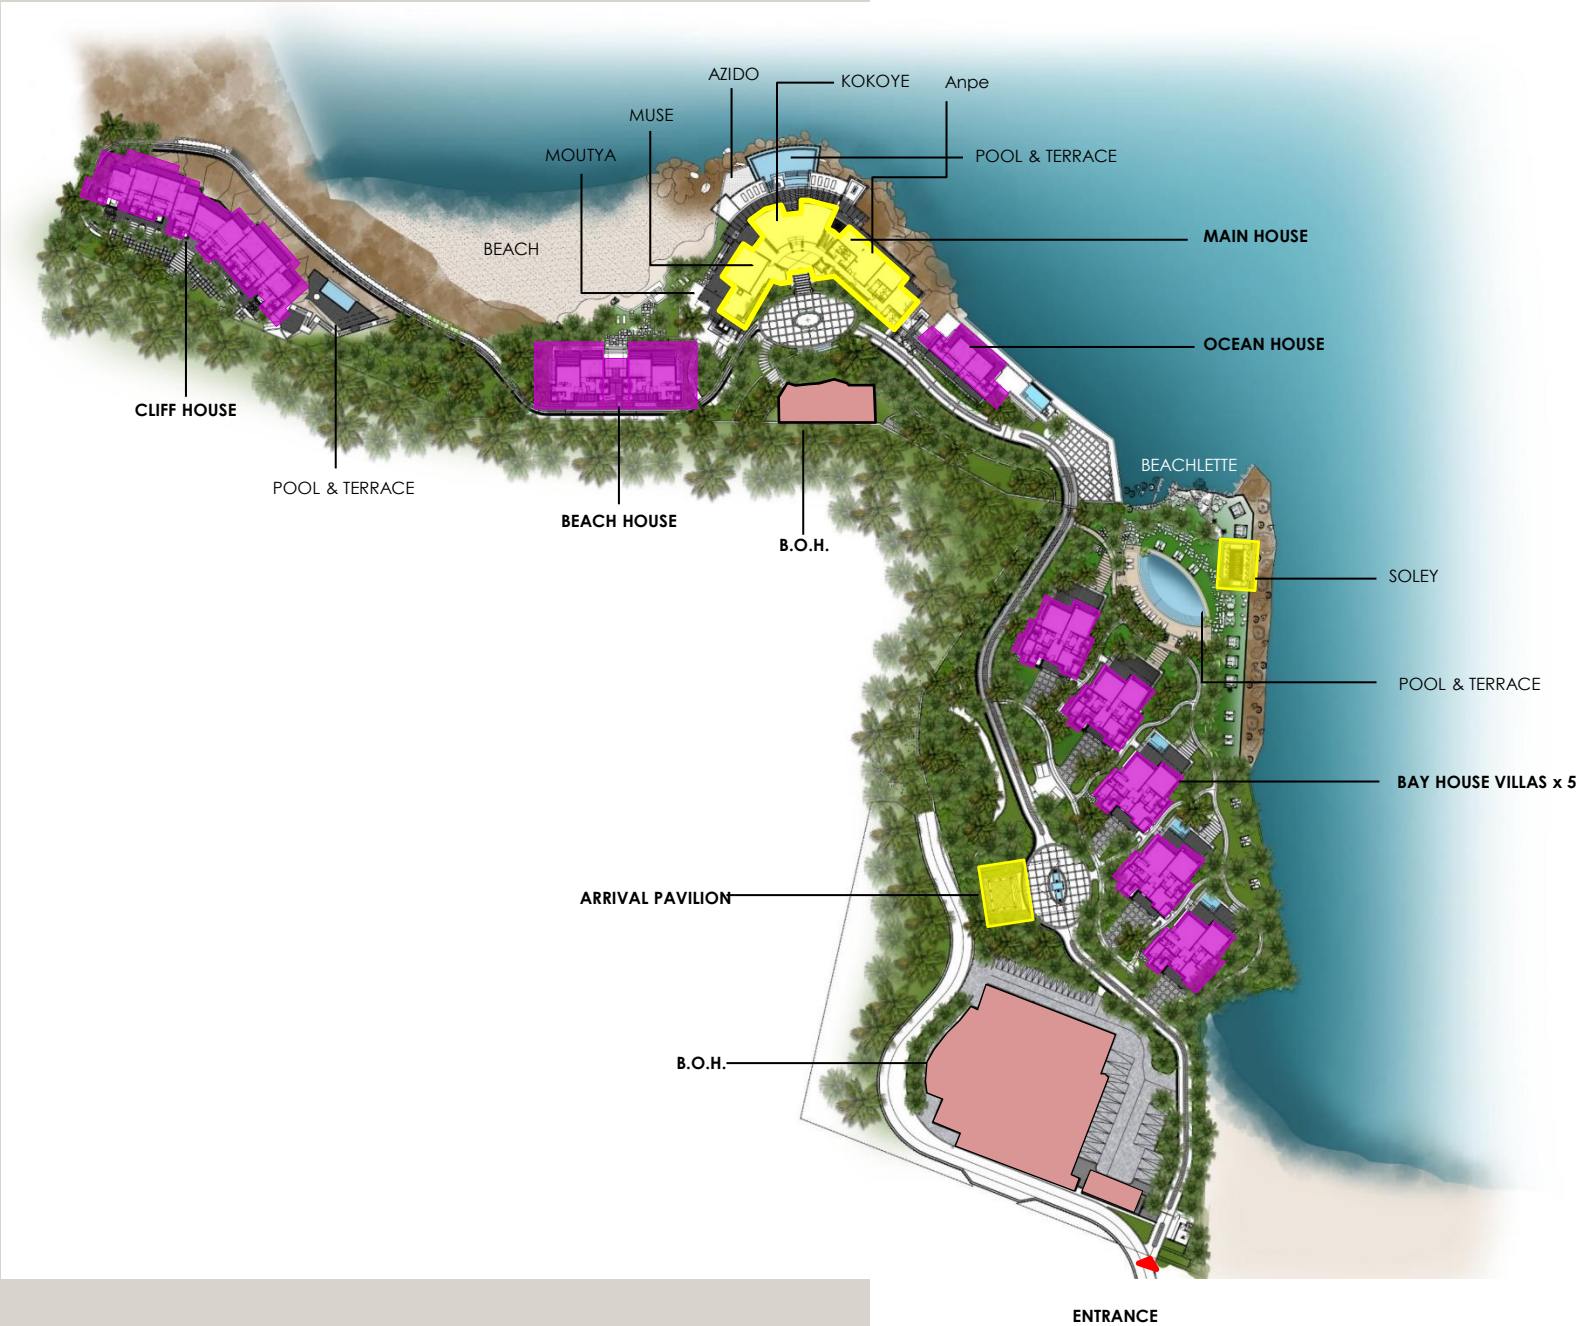 AZIDO
KOKOYE
Anpe
MUSE
MOUTYA
POOL & TERRACE
BEACH
MAIN HOUSE
OCEAN HOUSE
CLIFF HOUSE
POOL & TERRACE
BEACH HOUSE
B.O.H.
BEACHLETTE
SOLEY
POOL & TERRACE
BAY HOUSE VILLAS x 5
ARRIVAL PAVILION
B.O.H.
ENTRANCE